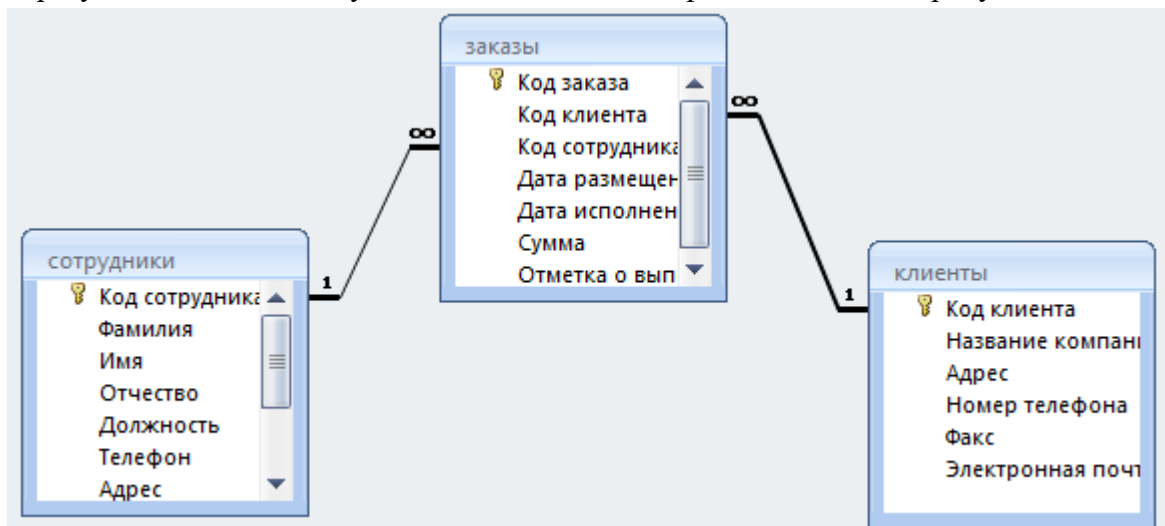 заказы
Код заказа
Код клиента
Код сотрудника
Дата размещен
Дата исполнен
Сумма
Отметка о вып
∞
∞
сотрудники
Код сотрудника
Фамилия
Имя
Отчество
Должность
Телефон
Адрес
1
1
клиенты
Код клиента
Название компани
Адрес
Номер телефона
Факс
Электронная почт